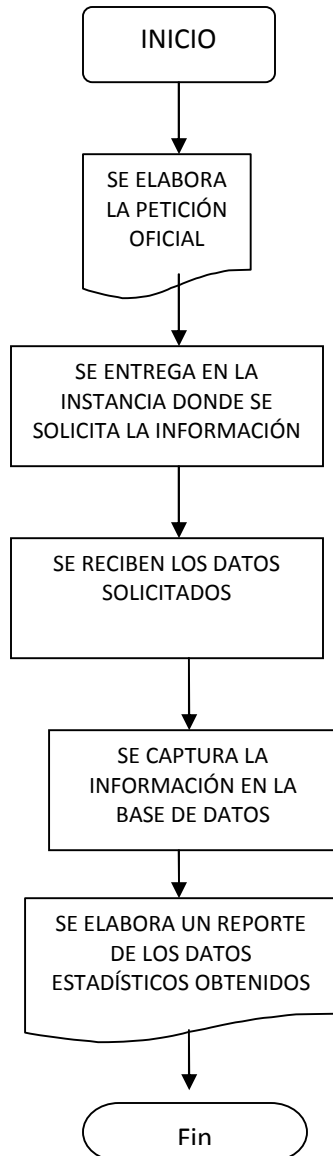 INICIO
SE ELABORA
LA PETICIÓN
OFICIAL
SE ENTREGA EN LA
INSTANCIA DONDE SE
SOLICITA LA INFORMACIÓN
SE RECIBEN LOS DATOS
SOLICITADOS
SE CAPTURA LA
INFORMACIÓN EN LA
BASE DE DATOS
SE ELABORA UN REPORTE
DE LOS DATOS
ESTADÍSTICOS OBTENIDOS
Fin